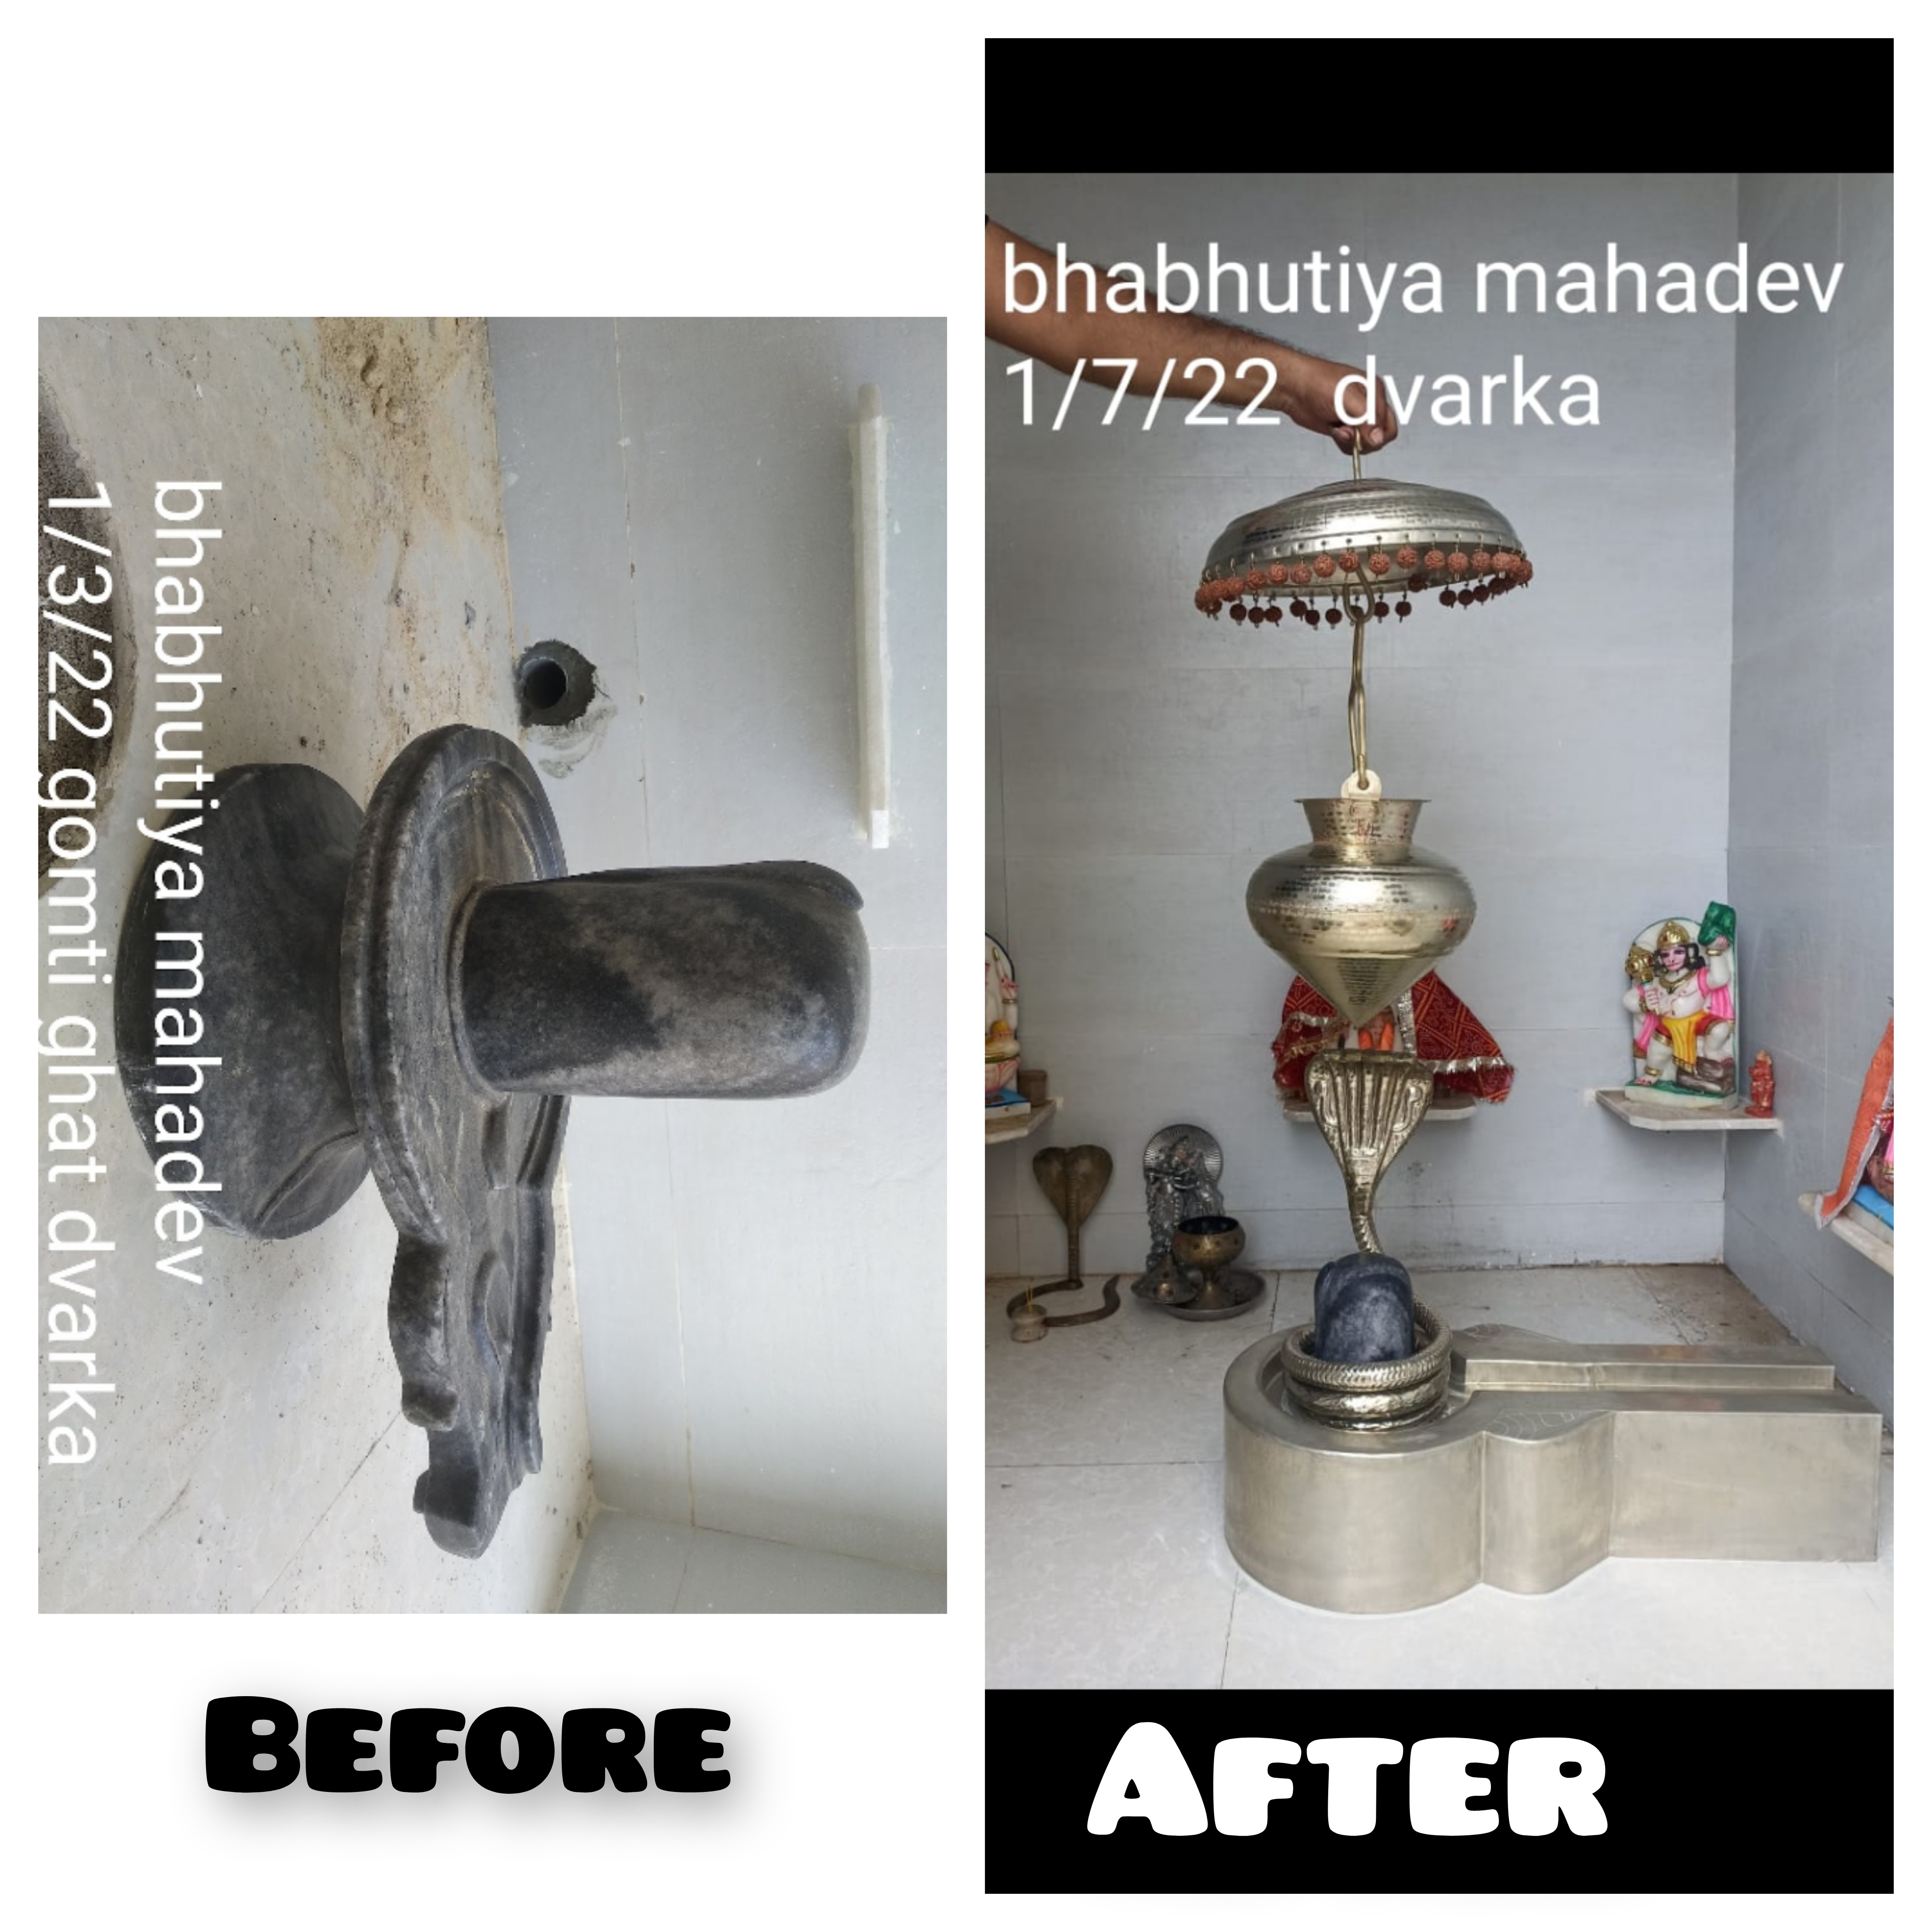 bhabhutiya mahadev
1/3/22 gomti ghat dvarka
BEFORE
bhabhutiya mahadev
1/7/22 dvarka
AFTER